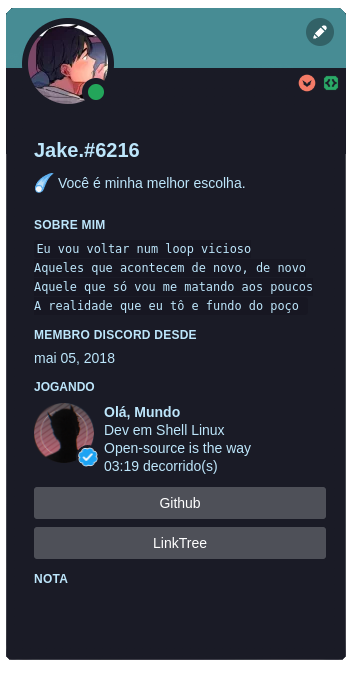 Jake.#6216
Você é minha melhor escolha.
SOBRE MIM
Eu vou voltar num loop vicioso
Aqueles que acontecem de novo, de novo
Aquele que só vou me matando aos poucos
A realidade que eu tô e fundo do poço
MEMBRO DISCORD DESDE
mai 05, 2018
JOGANDO
Olá, Mundo
Dev em Shell Linux
Open-source is the way
03:19 decorrido(s)
Github
LinkTree
NOTA